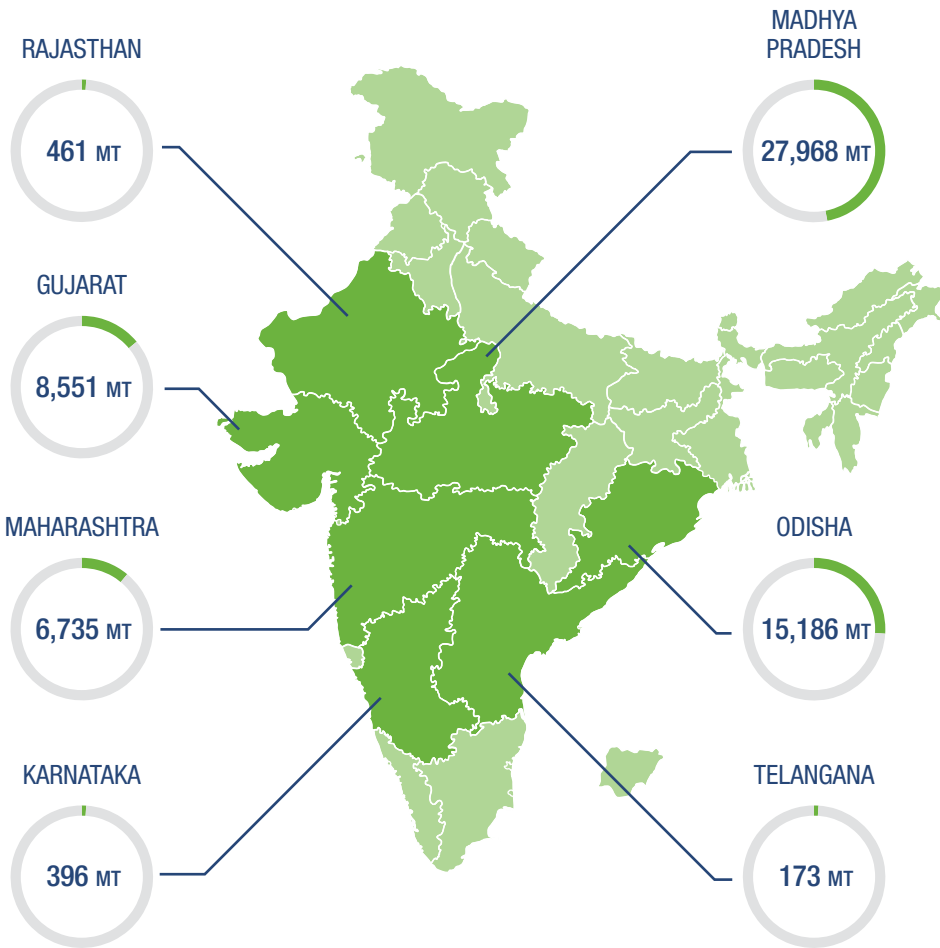 RAJASTHAN
461 MT
GUJARAT
8,551 MT
MAHARASHTRA
6,735 MT
KARNATAKA
396 MT
MADHYA
PRADESH
27,968 MT
ODISHA
15,186 MT
TELANGANA
173 MT